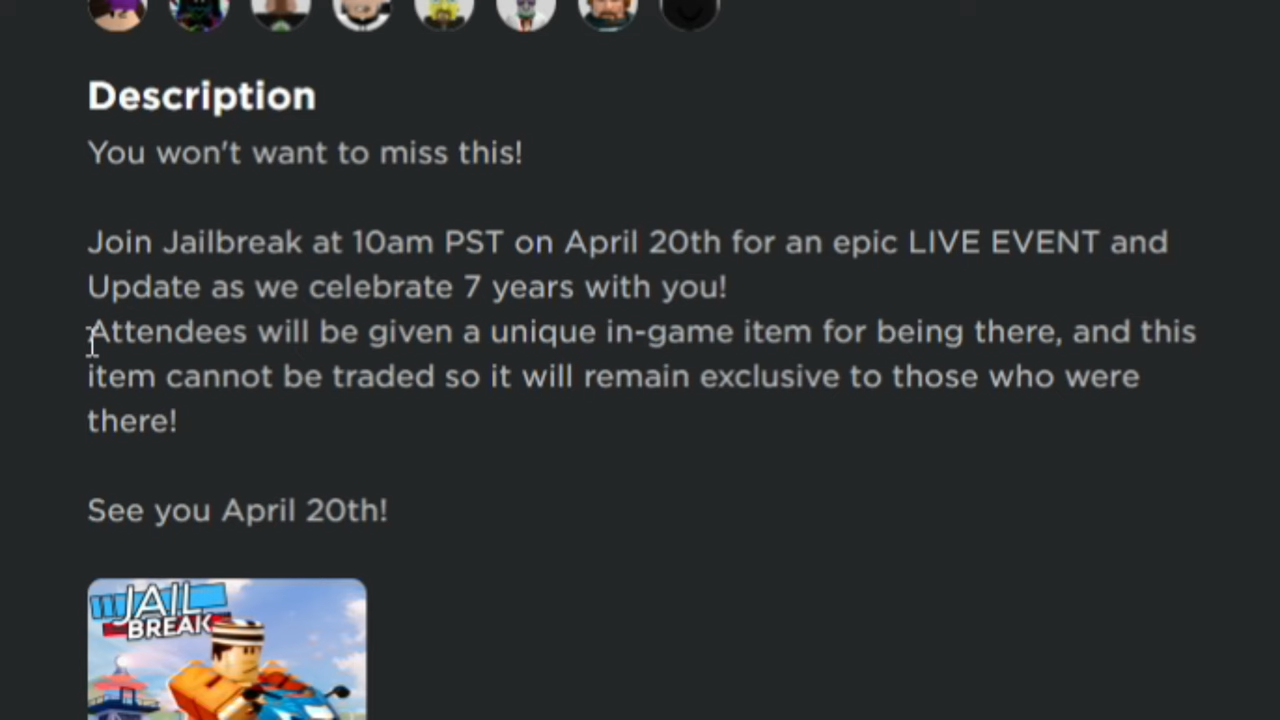 Description
You won't want to miss this!
Join Jailbreak at 10am PST on April 20th for an epic LIVE EVENT and
Update as we celebrate 7 years with you!
Attendees will be given a unique in-game item for being there, and this
item cannot be traded so it will remain exclusive to those who were
there!
See you April 20th!
JAIL
BREAK